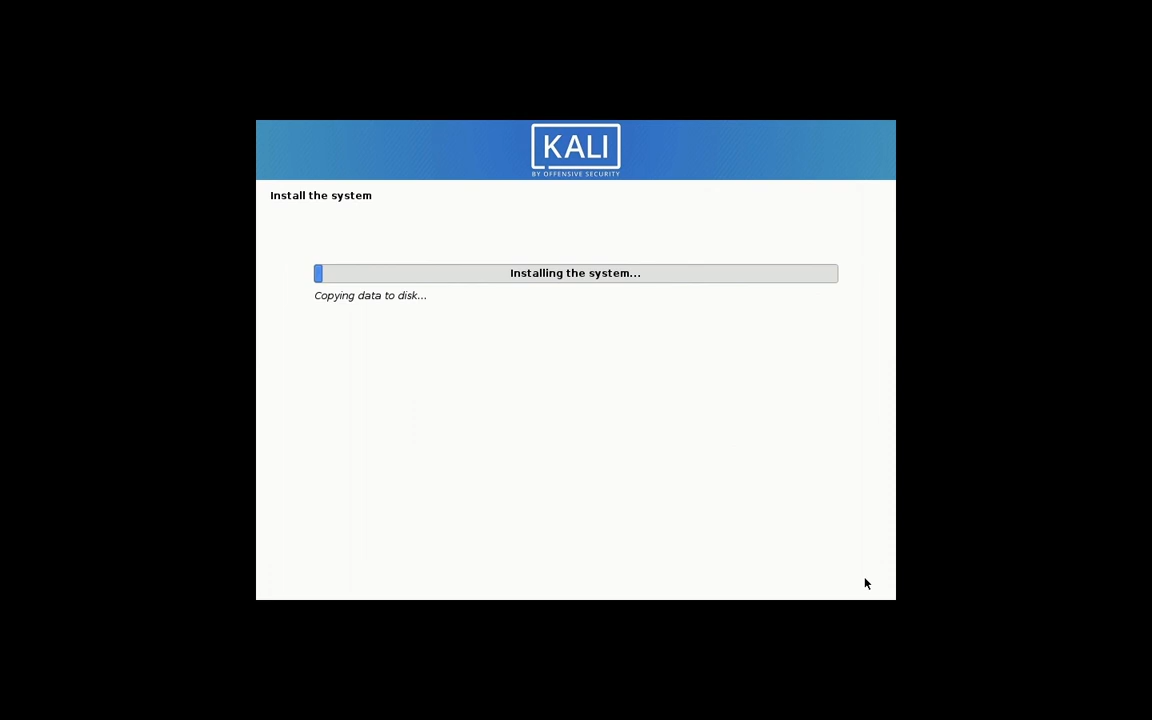 KALI
BY OFFENSIVE SECURITY
Install the system
Installing the system...
Copying data to disk...